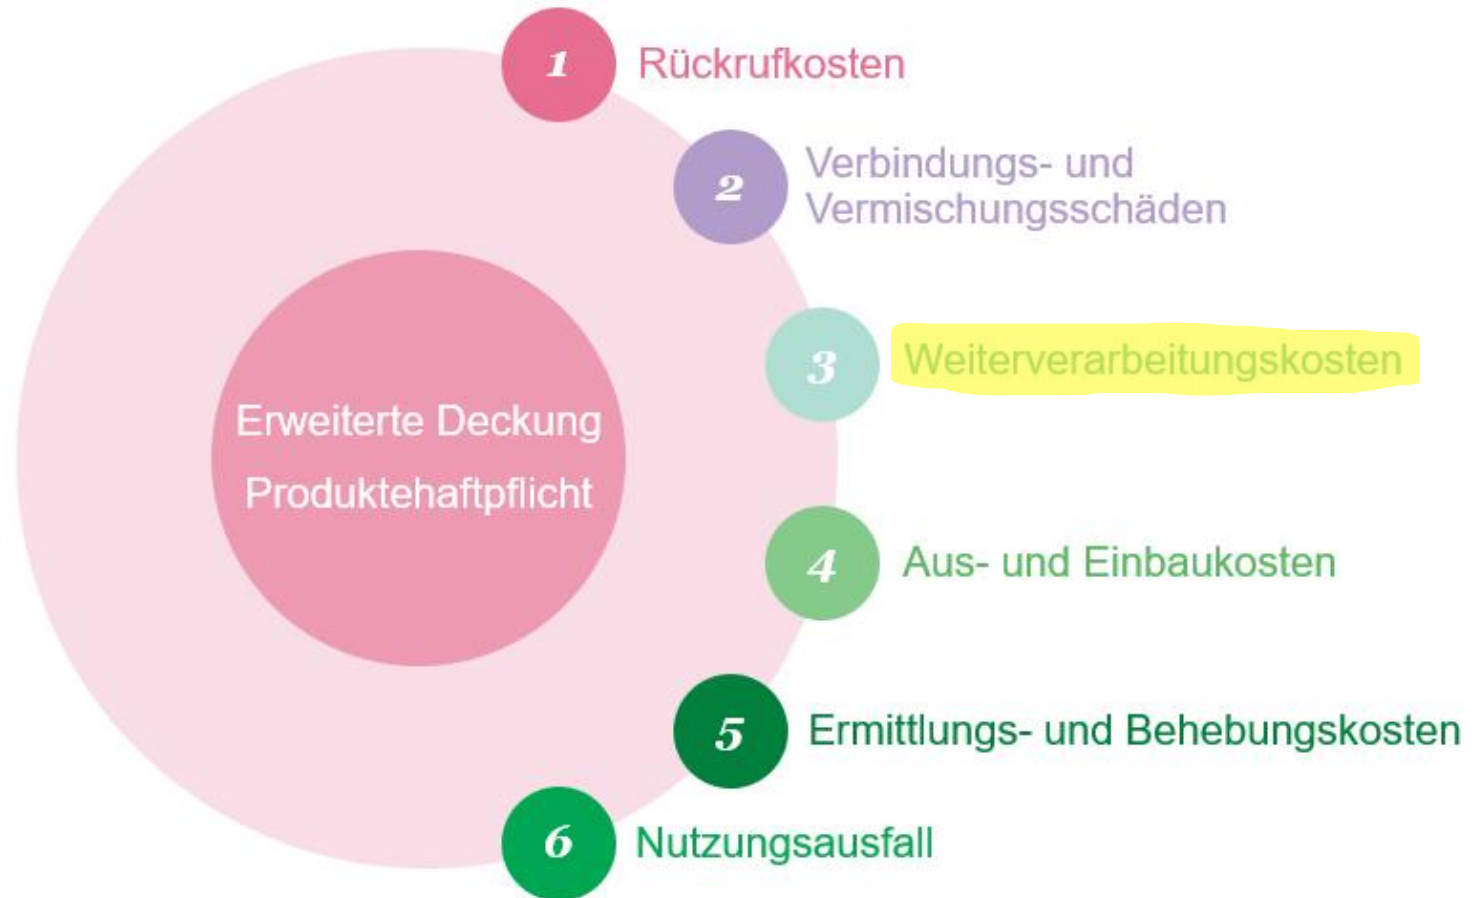 1 Rückrufkosten
2 Verbindungs- und
Vermischungsschäden
3 Weiterverarbeitungskosten
Erweiterte Deckung
Produktehaftpflicht
4 Aus- und Einbaukosten
5 Ermittlungs- und Behebungskosten
6 Nutzungsausfall